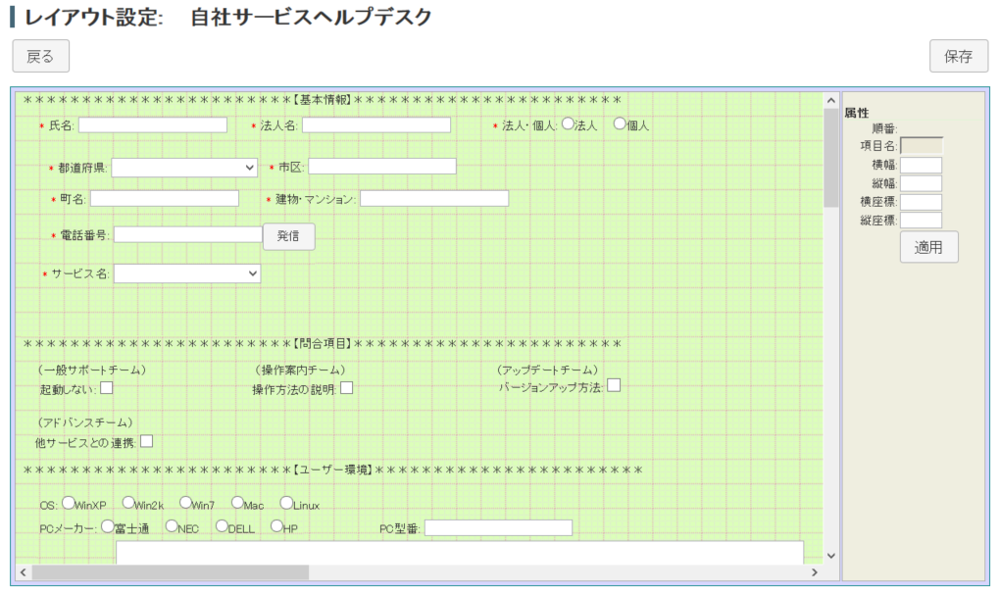 レイアウト設定: 自社サービスヘルプデスク
戻る 保存
***********************【基本情報】***********************
属性
* 氏名: * 法人名: * 法人・個人: 法人 個人
順番:
項目名:
横幅:
縦幅:
横座標:
縦座標:
適用
* 都道府県: * 市区:
* 町名: * 建物・マンション:
* 電話番号: 発信
* サービス名:
***********************【問合項目】***********************
(一般サポートチーム) (操作案内チーム) (アップデートチーム)
起動しない: 操作方法の説明: バージョンアップ方法:
(アドバンスチーム)
他サービスとの連携:
***********************【ユーザー環境】***********************
OS: WinXP Win2k Win7 Mac Linux
PCメーカー: 富士通 NEC DELL HP PC型番: